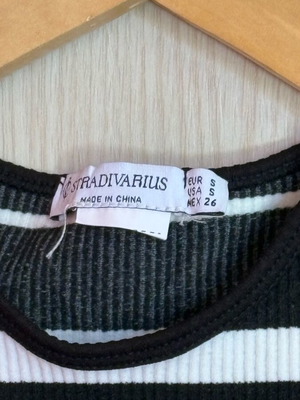 STRADIVARIUS
MADE IN CHINA
EUR S
USA S
MEX 26